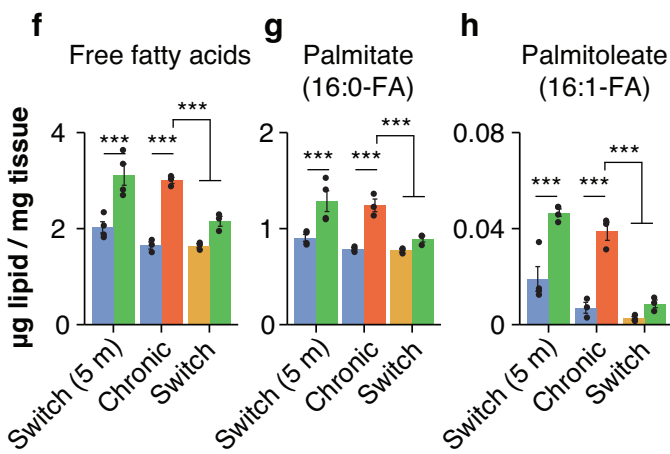 f
Free fatty acids
g
Palmitate
(16:0-FA)
h
Palmitoleate
(16:1-FA)
µg lipid / mg tissue
4
2
0
***
***
***
Switch (5 m)
Chronic
Switch
2
1
0
***
***
***
Switch (5 m)
Chronic
Switch
0.08
0.04
0
***
***
***
Switch (5 m)
Chronic
Switch